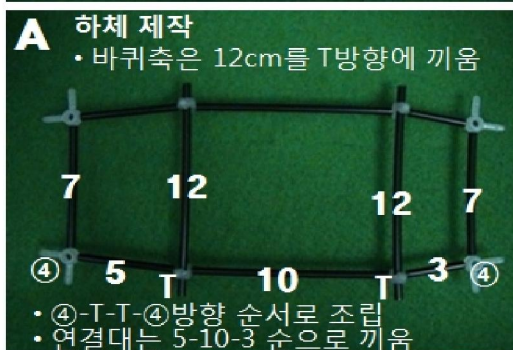 A 하체 제작
• 바퀴축은 12cm를 T방향에 끼움
7 12 12 7
④ 5 T 10 T 3 ④
• ④-T-T-④방향 순서로 조립
• 연결대는 5-10-3 순으로 끼움